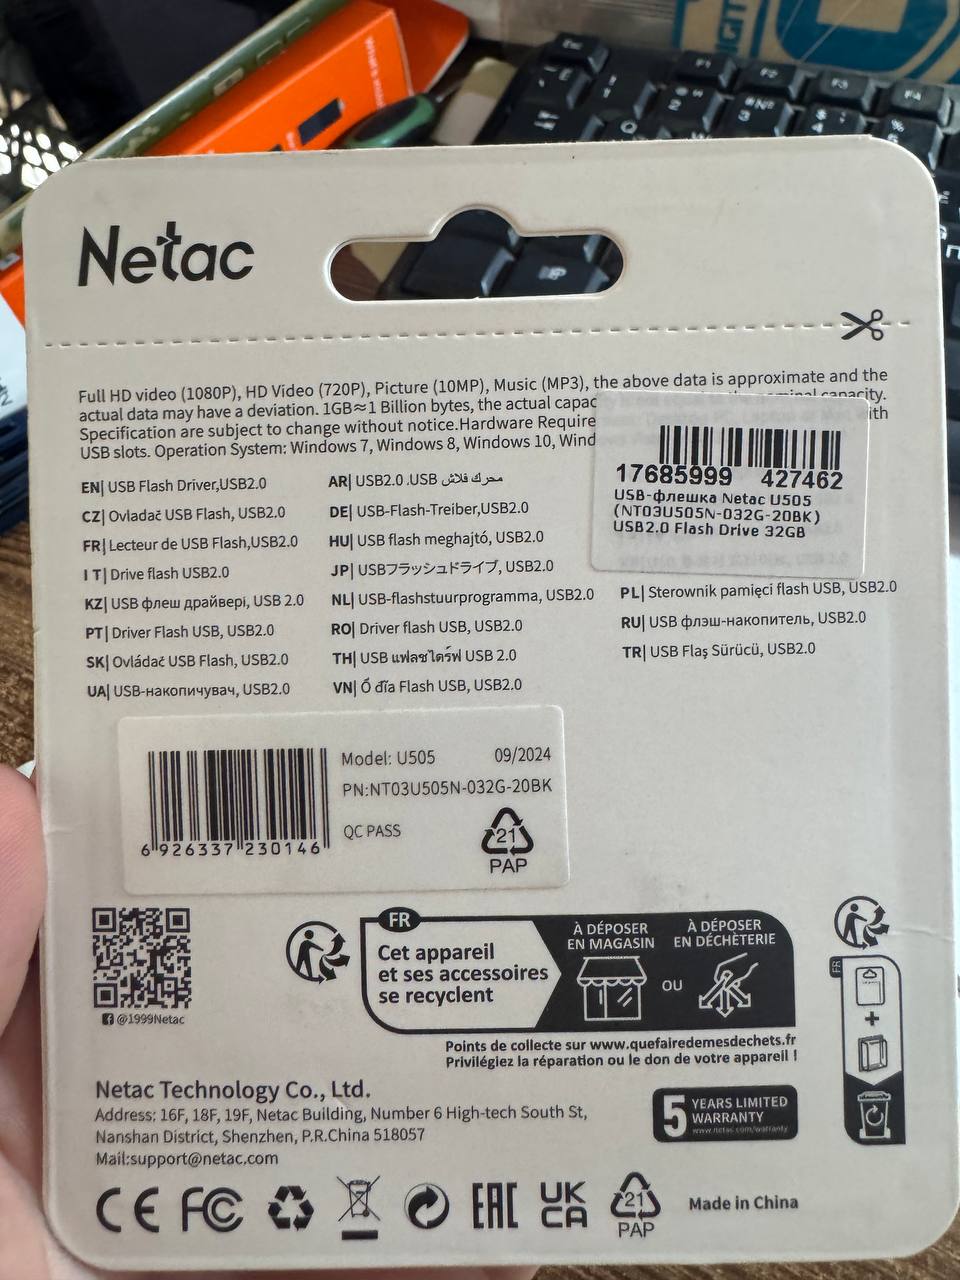 Netac
Full HD video (1080P), HD Video (720P), Picture (10MP), Music (MP3), the above data is approximate and the
actual data may have a deviation. 1GB≈1 Billion bytes, the actual capac capacity.
Specification are subject to change without notice.Hardware Require with
USB slots. Operation System: Windows 7, Windows 8, Windows 10, Wind
17685999 427462
USB-флешка Netac U505
(NT03U505N-032G-20BK)
USB2.0 Flash Drive 32GB
EN| USB Flash Driver,USB2.0
CZ| Ovladač USB Flash, USB2.0
FR| Lecteur de USB Flash,USB2.0
IT| Drive flash USB2.0
KZ| USB флеш драйвері, USB 2.0
PT| Driver Flash USB, USB2.0
SK| Ovládač USB Flash, USB2.0
UA| USB-накопичувач, USB2.0
AR| USB2.0 ،USB محرك فلاش
DE| USB-Flash-Treiber,USB2.0
HU| USB flash meghajtó, USB2.0
JP| USBフラッシュドライブ, USB2.0
NL| USB-flashstuurprogramma, USB2.0
RO| Driver flash USB, USB2.0
TH| USB แฟลชไดร์ฟ USB 2.0
VN| Ổ đĩa Flash USB, USB2.0
PL| Sterownik pamięci flash USB, USB2.0
RU| USB флэш-накопитель, USB2.0
TR| USB Flaş Sürücü, USB2.0
Model: U505 09/2024
PN:NT03U505N-032G-20BK
QC PASS
6 926337 230146
21
PAP
@1999Netac
FR
Cet appareil
et ses accessoires
se recyclent
À DÉPOSER
EN MAGASIN
OU
À DÉPOSER
EN DÉCHÈTERIE
FR
+
Points de collecte sur www.quefairedemesdechets.fr
Privilégiez la réparation ou le don de votre appareil !
Netac Technology Co., Ltd.
Address: 16F, 18F, 19F, Netac Building, Number 6 High-tech South St,
Nanshan District, Shenzhen, P.R.China 518057
Mail:support@netac.com
5 YEARS LIMITED
WARRANTY
www.netac.com/warranty
CE FC EAC UK
CA
21
PAP
Made in China
F1
F2
F3
F4